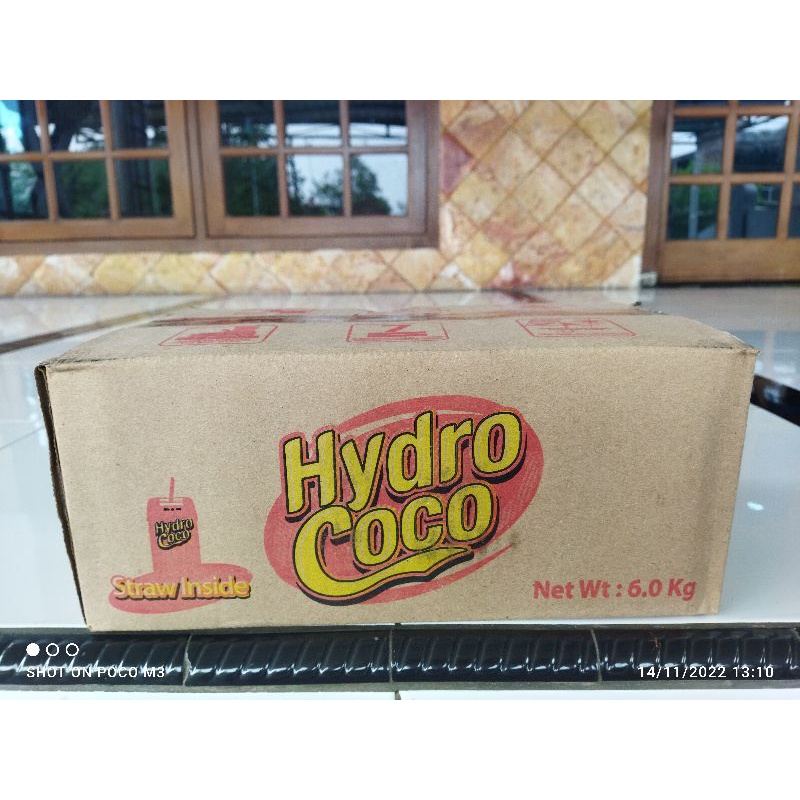 Hydro
Coco
Hydro
Coco
Straw Inside
Net Wt : 6.0 Kg
SHOT ON POCO M3
14/11/2022 13:10